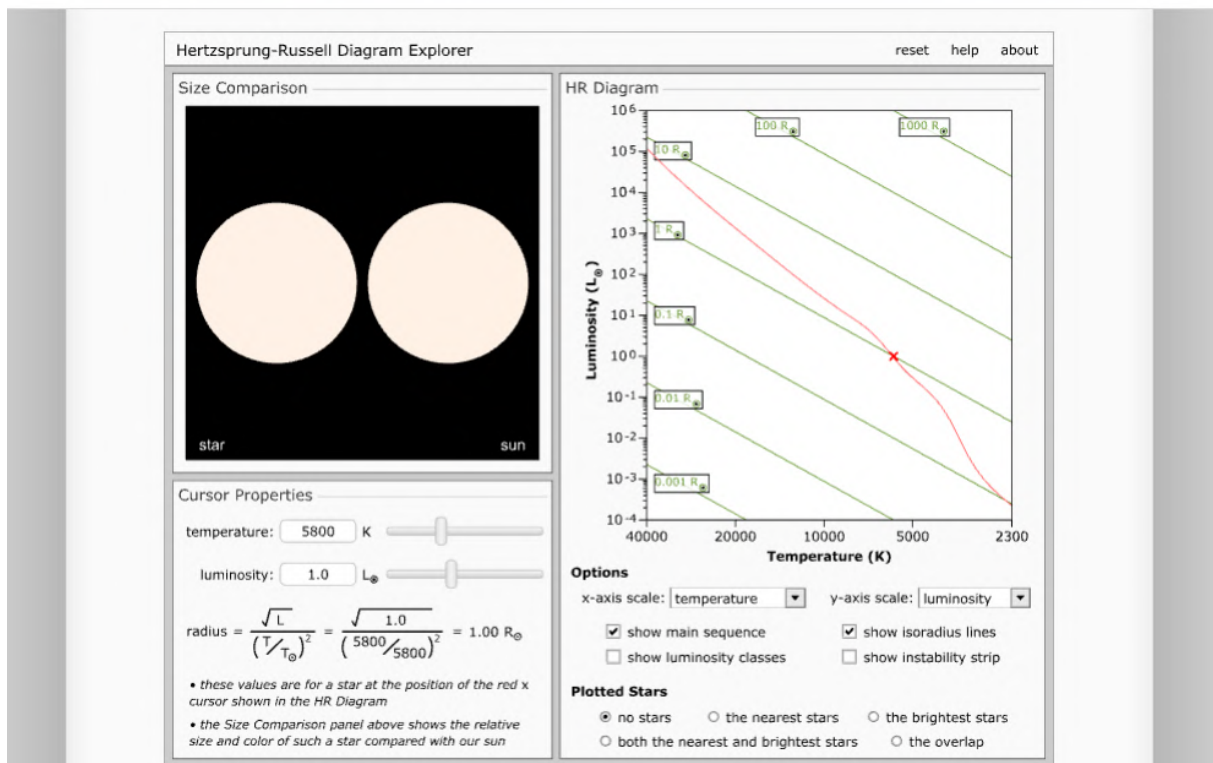 Hertzsprung-Russell Diagram Explorer reset help about
Size Comparison
star sun
Cursor Properties
temperature: 5800 K
luminosity: 1.0 L⊙
radius = √L / (T/T⊙)² = √1.0 / (5800/5800)² = 1.00 R⊙
• these values are for a star at the position of the red x
cursor shown in the HR Diagram
• the Size Comparison panel above shows the relative
size and color of such a star compared with our sun
HR Diagram
Luminosity (L⊙)
10⁶
10⁵
10⁴
10³
10²
10¹
10⁰
10⁻¹
10⁻²
10⁻³
10⁻⁴
100 R⊙ 1000 R⊙
10 R⊙
1 R⊙
0.1 R⊙
0.01 R⊙
0.001 R⊙
40000 20000 10000 5000 2300
Temperature (K)
Options
x-axis scale: temperature y-axis scale: luminosity
show main sequence show isoradius lines
show luminosity classes show instability strip
Plotted Stars
no stars the nearest stars the brightest stars
both the nearest and brightest stars the overlap